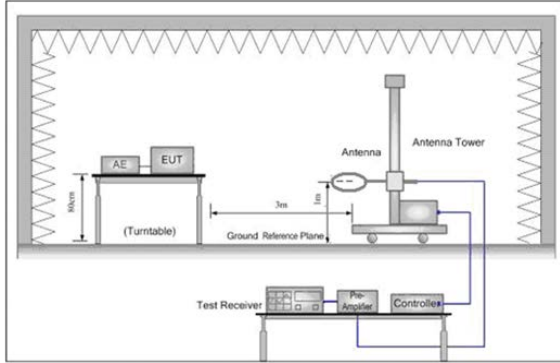 Antenna
Antenna Tower
AE
EUT
80cm
(Turntable)
3m
1m
Ground Reference Plane
Test Receiver
Pre-
Amplifier
Controller